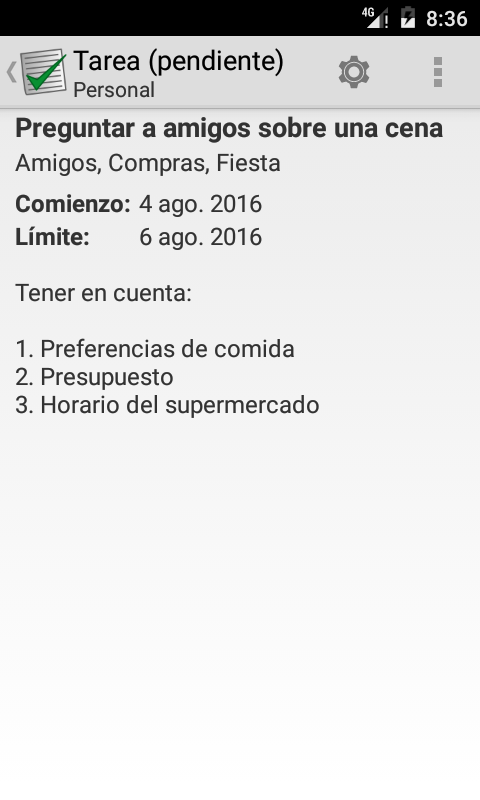 4G 8:36
Tarea (pendiente)
Personal
Preguntar a amigos sobre una cena
Amigos, Compras, Fiesta
Comienzo: 4 ago. 2016
Límite: 6 ago. 2016
Tener en cuenta:
1. Preferencias de comida
2. Presupuesto
3. Horario del supermercado